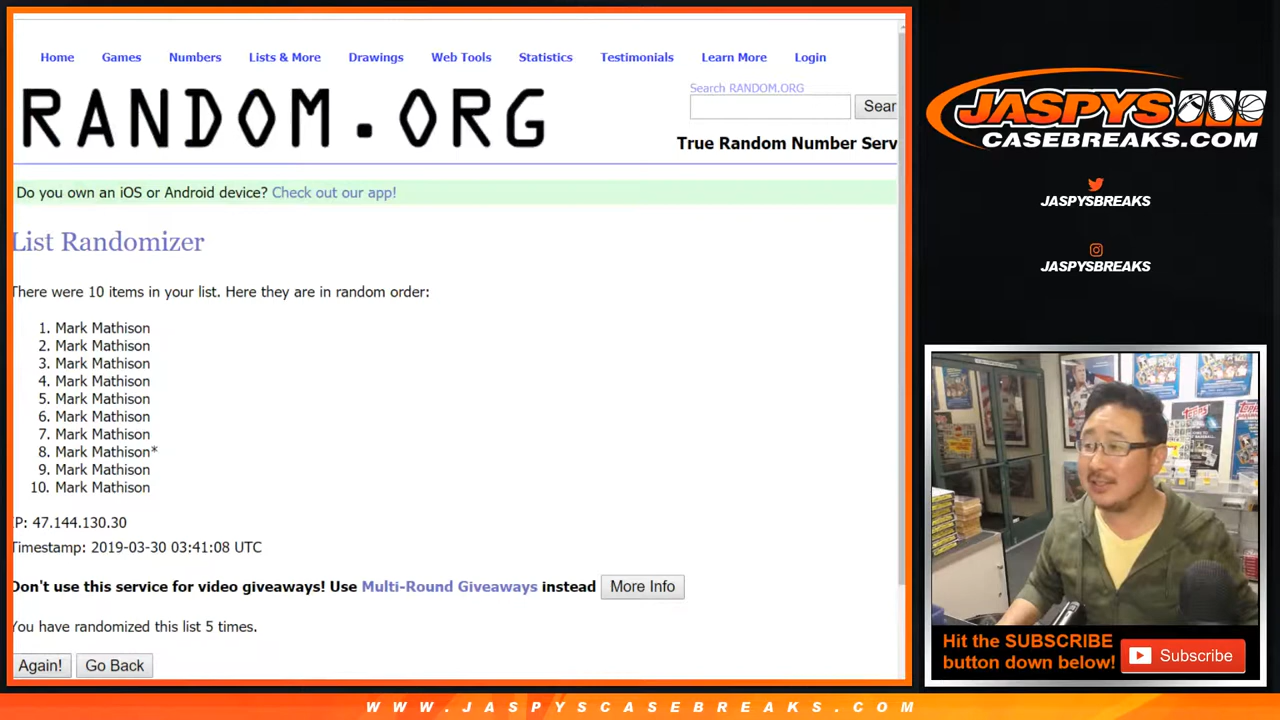 Home Games Numbers Lists & More Drawings Web Tools Statistics Testimonials Learn More Login
RANDOM.ORG
Search RANDOM.ORG
Sear
True Random Number Serv
Do you own an iOS or Android device? Check out our app!
List Randomizer
There were 10 items in your list. Here they are in random order:
1. Mark Mathison
2. Mark Mathison
3. Mark Mathison
4. Mark Mathison
5. Mark Mathison
6. Mark Mathison
7. Mark Mathison
8. Mark Mathison*
9. Mark Mathison
10. Mark Mathison
IP: 47.144.130.30
Timestamp: 2019-03-30 03:41:08 UTC
Don't use this service for video giveaways! Use Multi-Round Giveaways instead More Info
You have randomized this list 5 times.
Again! Go Back
JASPYS
CASEBREAKS.COM
JASPYSBREAKS
JASPYSBREAKS
Topps
Hit the SUBSCRIBE
button down below!
Subscribe
WWW.JASPYSCASEBREAKS.COM